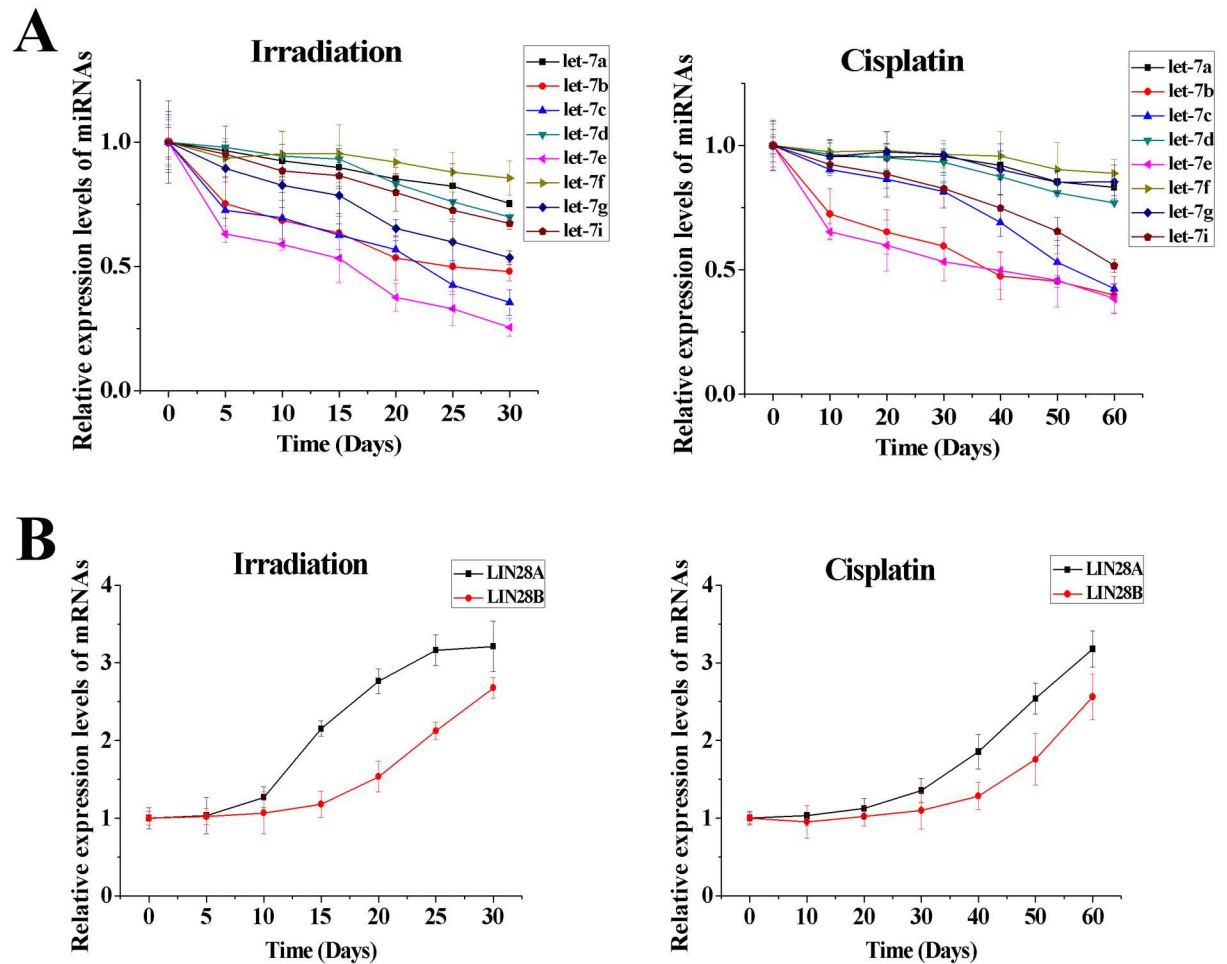 A
Irradiation
let-7a
let-7b
let-7c
let-7d
let-7e
let-7f
let-7g
let-7i
Relative expression levels of miRNAs
1.0
0.5
0.0
0 5 10 15 20 25 30
Time (Days)
Cisplatin
let-7a
let-7b
let-7c
let-7d
let-7e
let-7f
let-7g
let-7i
Relative expression levels of miRNAs
1.0
0.5
0.0
0 10 20 30 40 50 60
Time (Days)
B
Irradiation
LIN28A
LIN28B
Relative expression levels of mRNAs
4
3
2
1
0
0 5 10 15 20 25 30
Time (Days)
Cisplatin
LIN28A
LIN28B
Relative expression levels of mRNAs
4
3
2
1
0
0 10 20 30 40 50 60
Time (Days)